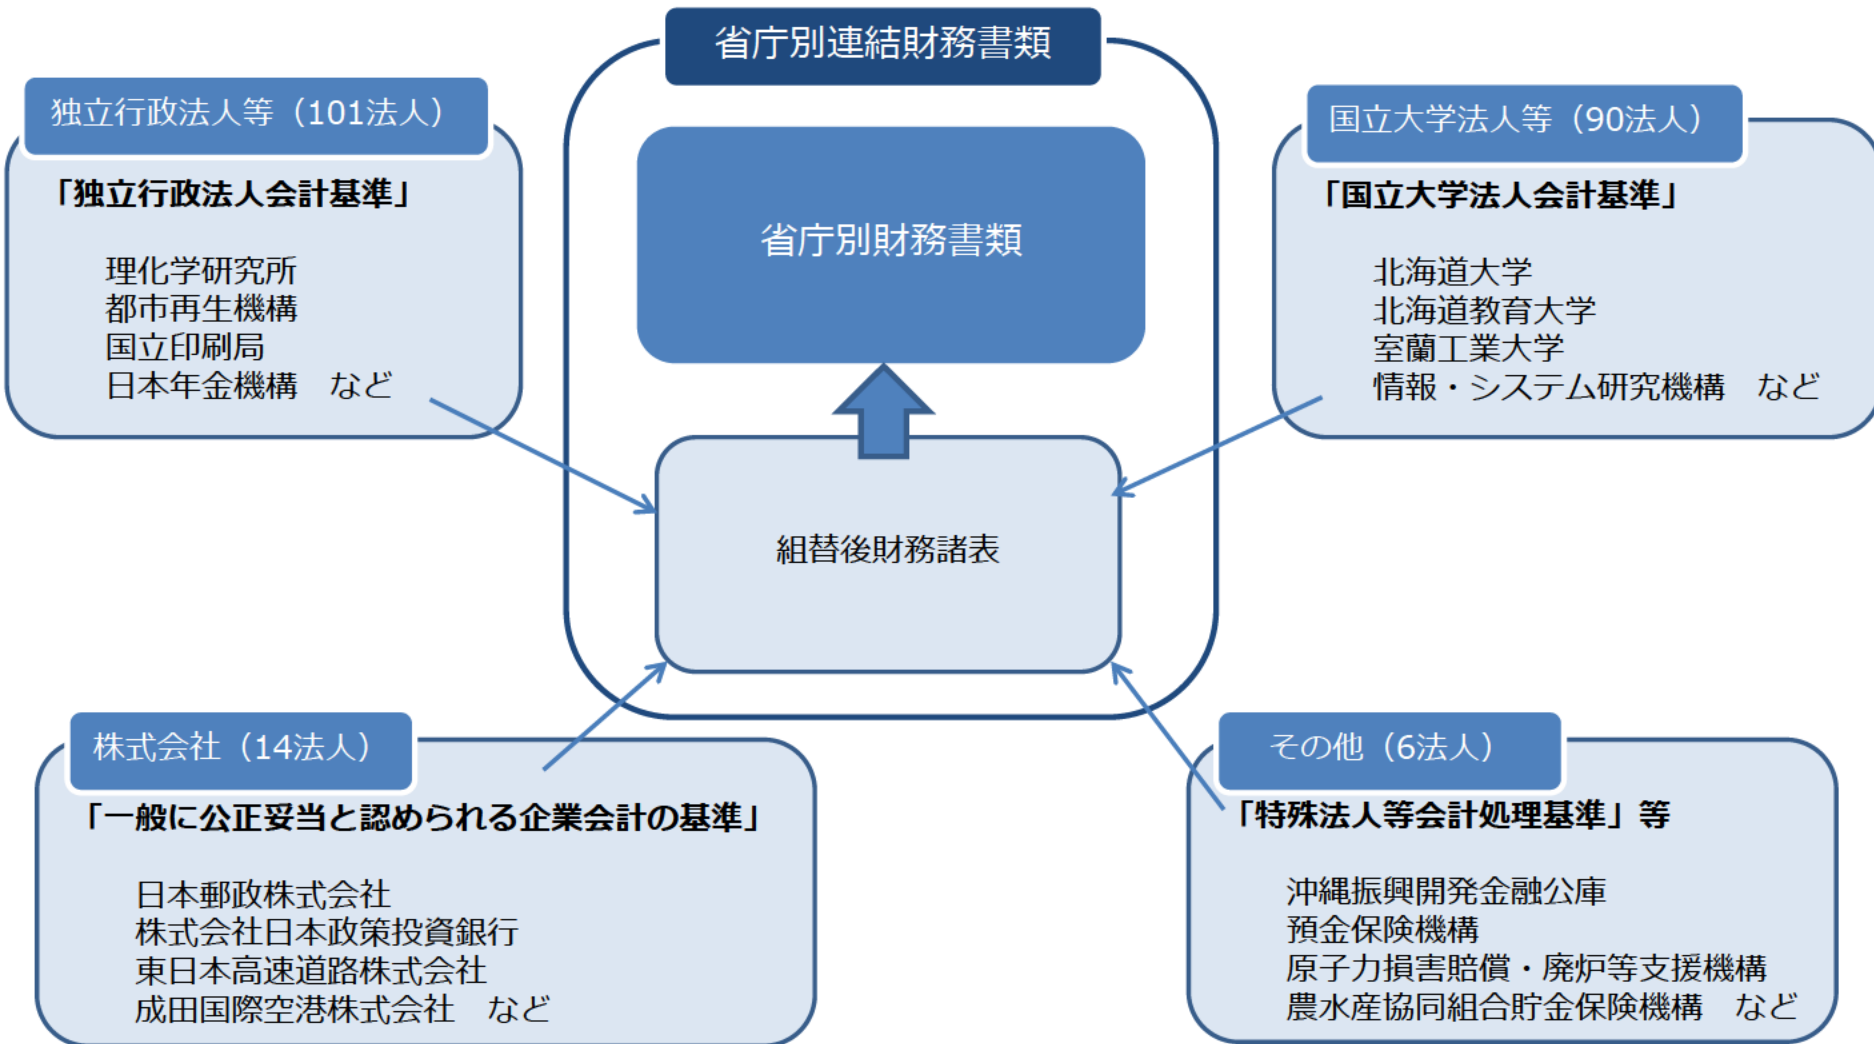 省庁別連結財務書類
独立行政法人等（101法人）
「独立行政法人会計基準」
理化学研究所
都市再生機構
国立印刷局
日本年金機構　など
省庁別財務書類
国立大学法人等（90法人）
「国立大学法人会計基準」
北海道大学
北海道教育大学
室蘭工業大学
情報・システム研究機構　など
組替後財務諸表
株式会社（14法人）
「一般に公正妥当と認められる企業会計の基準」
日本郵政株式会社
株式会社日本政策投資銀行
東日本高速道路株式会社
成田国際空港株式会社　など
その他（6法人）
「特殊法人等会計処理基準」等
沖縄振興開発金融公庫
預金保険機構
原子力損害賠償・廃炉等支援機構
農水産協同組合貯金保険機構　など